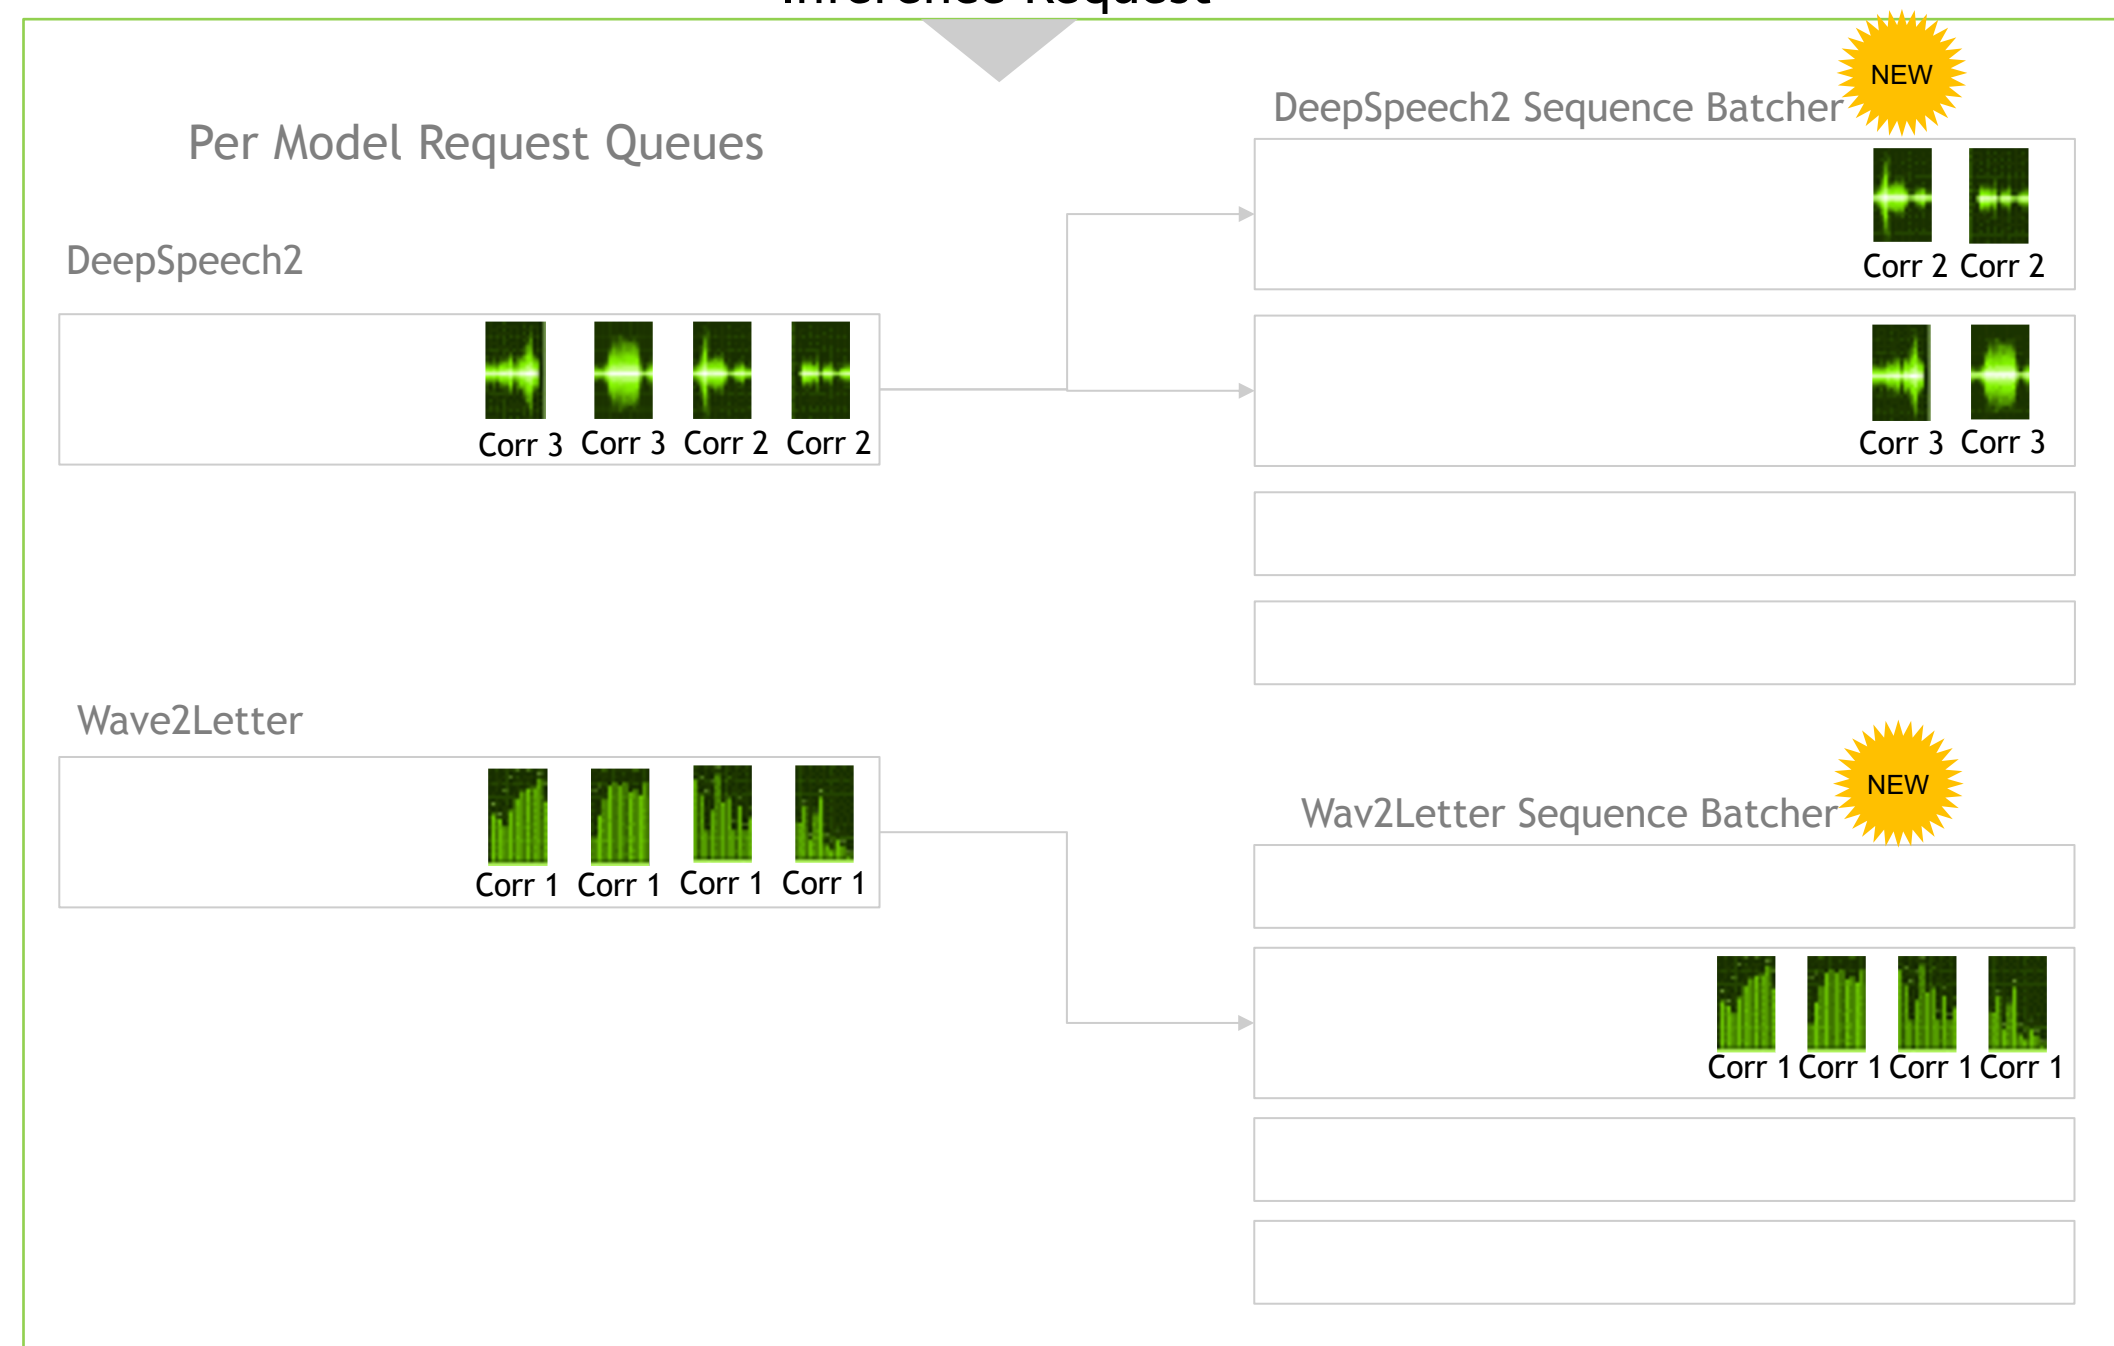 Inference Request
NEW
DeepSpeech2 Sequence Batcher
Per Model Request Queues
DeepSpeech2
Corr 2 Corr 2
Corr 3 Corr 3 Corr 2 Corr 2
Corr 3 Corr 3
Wave2Letter
NEW
Wav2Letter Sequence Batcher
Corr 1 Corr 1 Corr 1 Corr 1
Corr 1 Corr 1 Corr 1 Corr 1